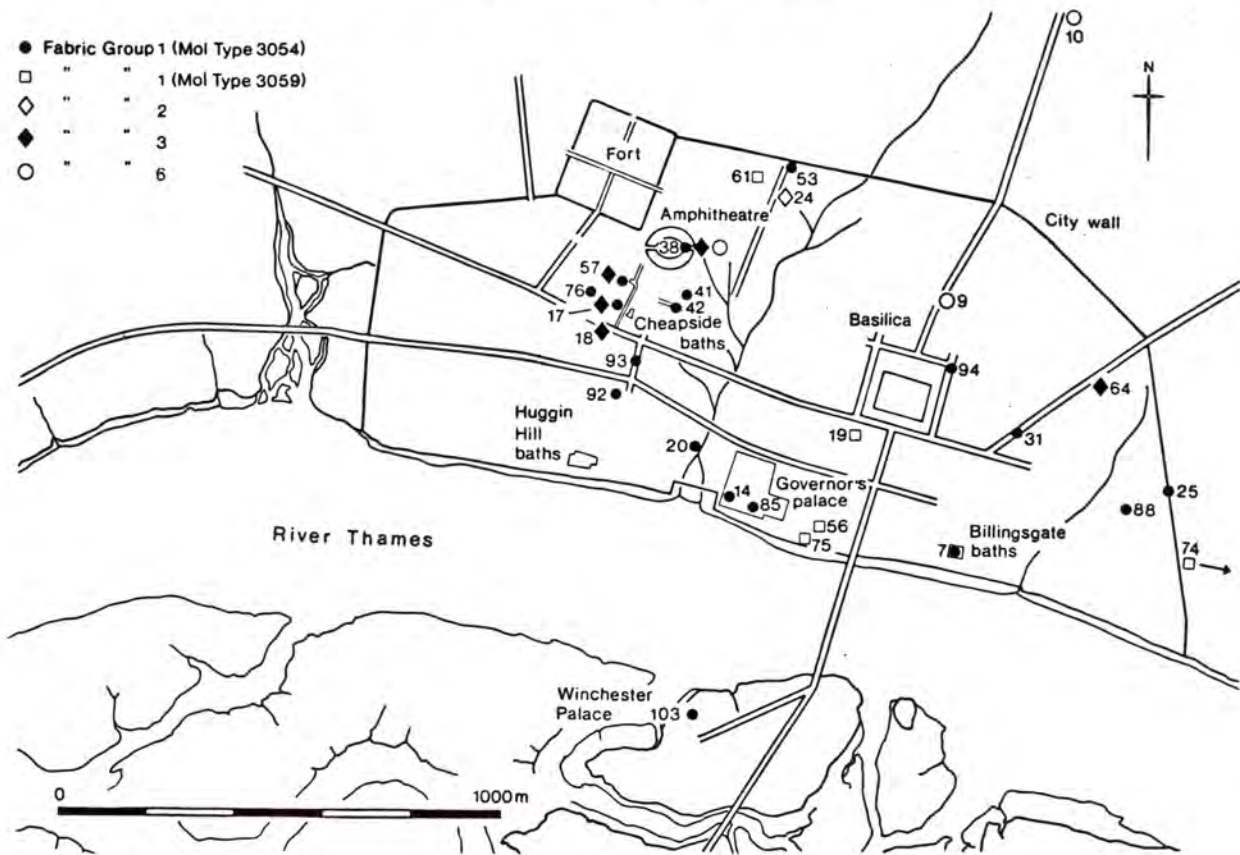 Fabric Group 1 (Mol Type 3054)
" " 1 (Mol Type 3059)
" " 2
" " 3
" " 6
10
N
Fort
61
53
24
Amphitheatre
City wall
38
57
76
41
42
17
9
Cheapside
baths
18
Basilica
93
94
64
92
Huggin
Hill
baths
19
31
20
Governor's
palace
14
85
25
88
56
75
River Thames
7
Billingsgate
baths
74
Winchester
Palace
103
0
1000m